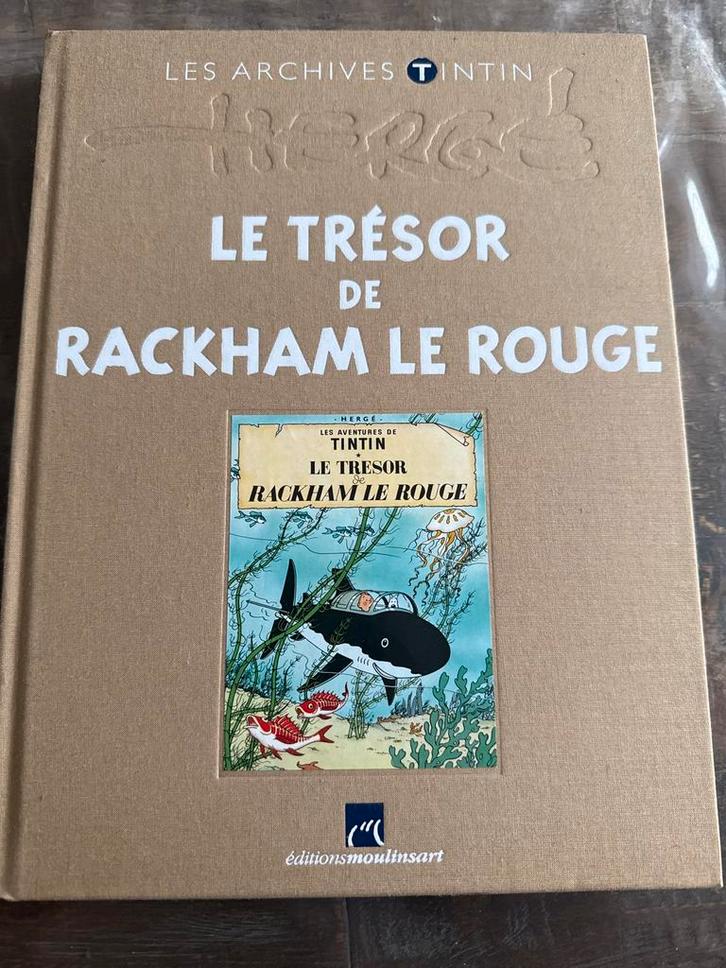 LES ARCHIVES TINTIN
HERGÉ
LE TRÉSOR
DE
RACKHAM LE ROUGE
· HERGÉ ·
LES AVENTURES DE
TINTIN
★
LE TRESOR
de
RACKHAM LE ROUGE
éditionsmoulinsart